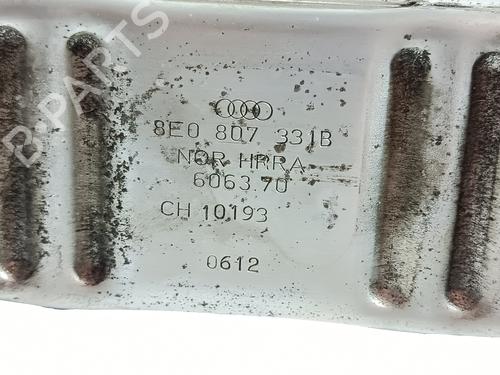 B-PARTS
8E0 807 331B
NOR HRRA
6063.70
CH 10193
0612